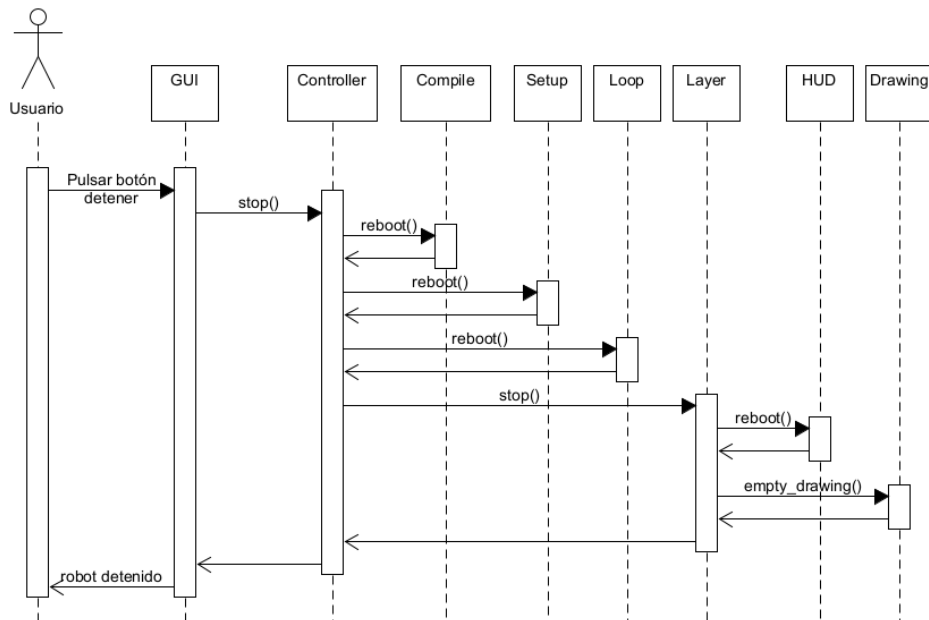 Usuario
GUI
Controller
Compile
Setup
Loop
Layer
HUD
Drawing
Pulsar botón
detener
stop()
reboot()
reboot()
reboot()
stop()
reboot()
empty_drawing()
robot detenido